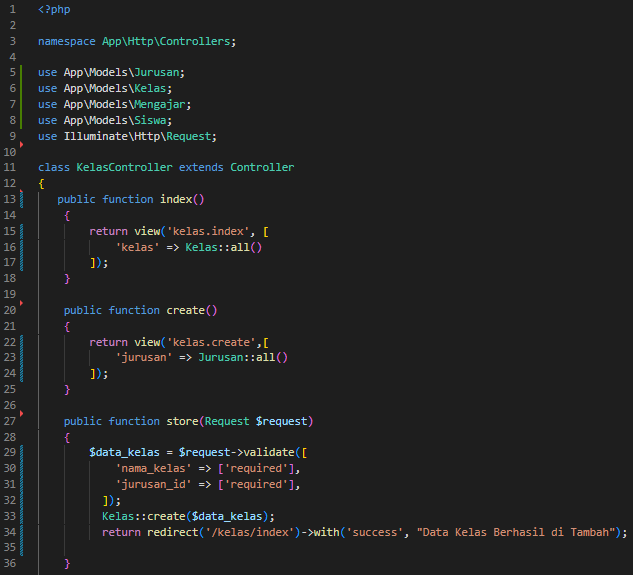 1 <?php
2
3 namespace App\Http\Controllers;
4
5 use App\Models\Jurusan;
6 use App\Models\Kelas;
7 use App\Models\Mengajar;
8 use App\Models\Siswa;
9 use Illuminate\Http\Request;
10
11 class KelasController extends Controller
12 {
13    public function index()
14     {
15         return view('kelas.index', [
16             'kelas' => Kelas::all()
17         ]);
18     }
19
20     public function create()
21     {
22         return view('kelas.create',[
23             'jurusan' => Jurusan::all()
24         ]);
25     }
26
27     public function store(Request $request)
28     {
29         $data_kelas = $request->validate([
30             'nama_kelas' => ['required'],
31             'jurusan_id' => ['required'],
32           ]);
33           Kelas::create($data_kelas);
34           return redirect('/kelas/index')->with('success', "Data Kelas Berhasil di Tambah");
35
36     }